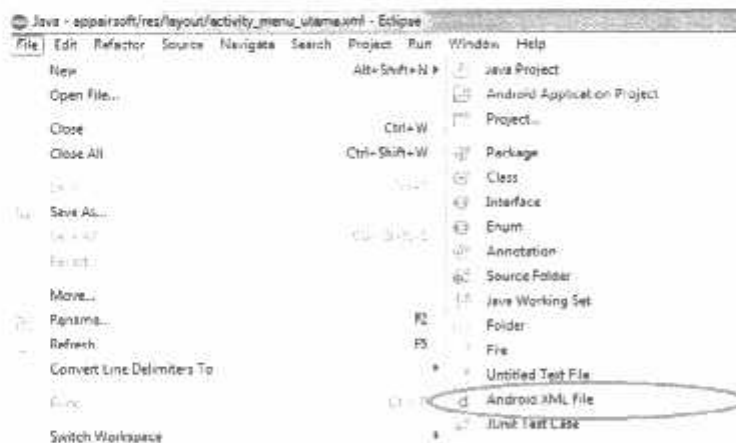 Java - appairsoft/res/layout/activity_menu_utama.xml - Eclipse
File Edit Refactor Source Navigate Search Project Run Window Help
New Alt+Shift+N
Open File...
Close Ctrl+W
Close All Ctrl+Shift+W
Save As...
Move...
Rename... F2
Refresh F5
Convert Line Delimiters To
Switch Workspace
Java Project
Android Application Project
Project...
Package
Class
Interface
Enum
Annotation
Source Folder
Java Working Set
Folder
File
Untitled Text File
Android XML File
JUnit Test Case